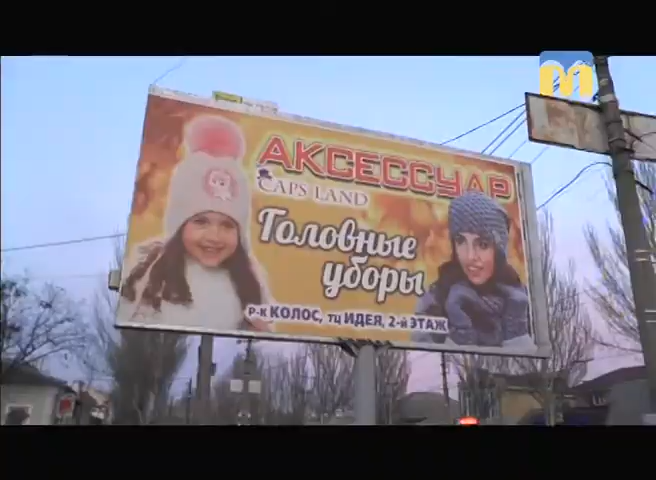 АКСЕССУАР
CAPS LAND
Головные
уборы
р-к КОЛОС, тц ИДЕЯ, 2-й ЭТАЖ